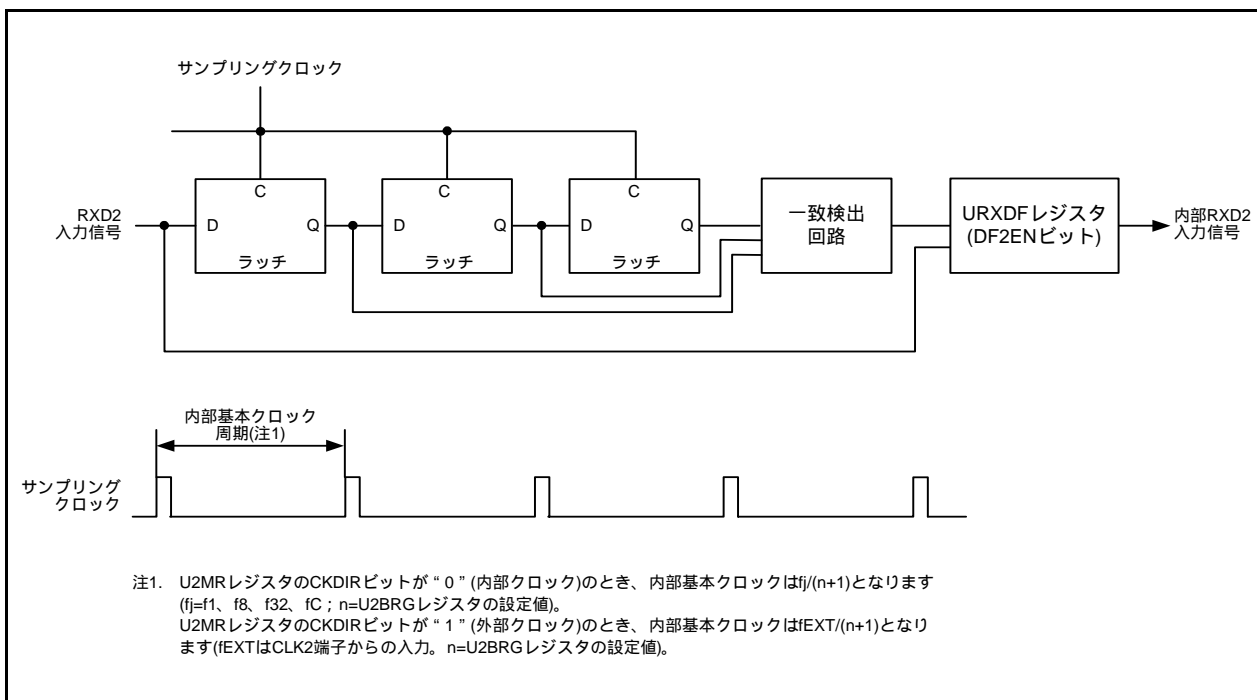 サンプリングクロック
C
C
C
RXD2
入力信号
D
Q
D
Q
D
Q
ラッチ
ラッチ
ラッチ
一致検出
回路
URXDFレジスタ
(DF2ENビット)
内部RXD2
入力信号
内部基本クロック
周期(注1)
サンプリング
クロック
注1. U2MRレジスタのCKDIRビットが“0”(内部クロック)のとき、内部基本クロックはfj/(n+1)となります
(fj=f1、f8、f32、fC；n=U2BRGレジスタの設定値)。
U2MRレジスタのCKDIRビットが“1”(外部クロック)のとき、内部基本クロックはfEXT/(n+1)となり
ます(fEXTはCLK2端子からの入力。n=U2BRGレジスタの設定値)。